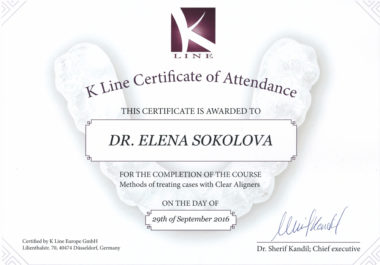 K
LINE
K Line Certificate of Attendance
THIS CERTIFICATE IS AWARDED TO
DR. ELENA SOKOLOVA
FOR THE COMPLETION OF THE COURSE
Methods of treating cases with Clear Aligners
ON THE DAY OF
29th of September 2016
Certified by K Line Europe GmbH
Lilienthalstr. 70, 40474 Düsseldorf, Germany
Dr. Sherif Kandil; Chief executive